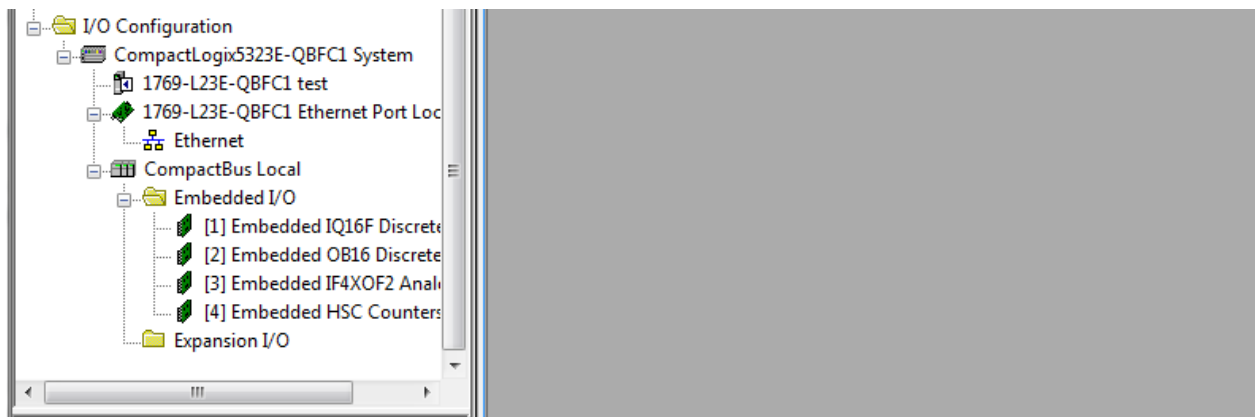 I/O Configuration
CompactLogix5323E-QBFC1 System
1769-L23E-QBFC1 test
1769-L23E-QBFC1 Ethernet Port Loc
Ethernet
CompactBus Local
Embedded I/O
[1] Embedded IQ16F Discrete
[2] Embedded OB16 Discrete
[3] Embedded IF4XOF2 Anal
[4] Embedded HSC Counters
Expansion I/O